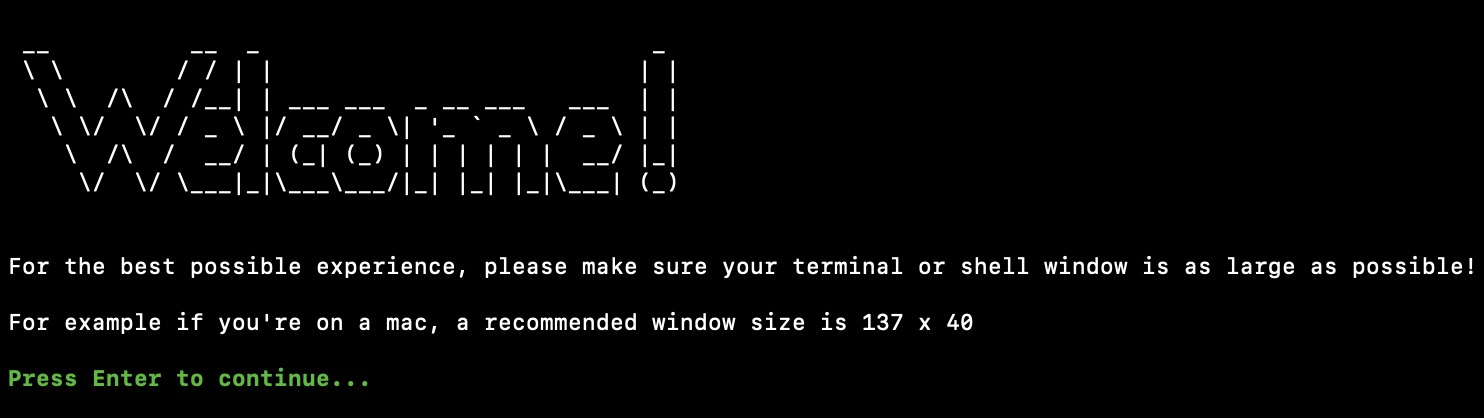 Welcome!
For the best possible experience, please make sure your terminal or shell window is as large as possible!
For example if you're on a mac, a recommended window size is 137 x 40
Press Enter to continue...